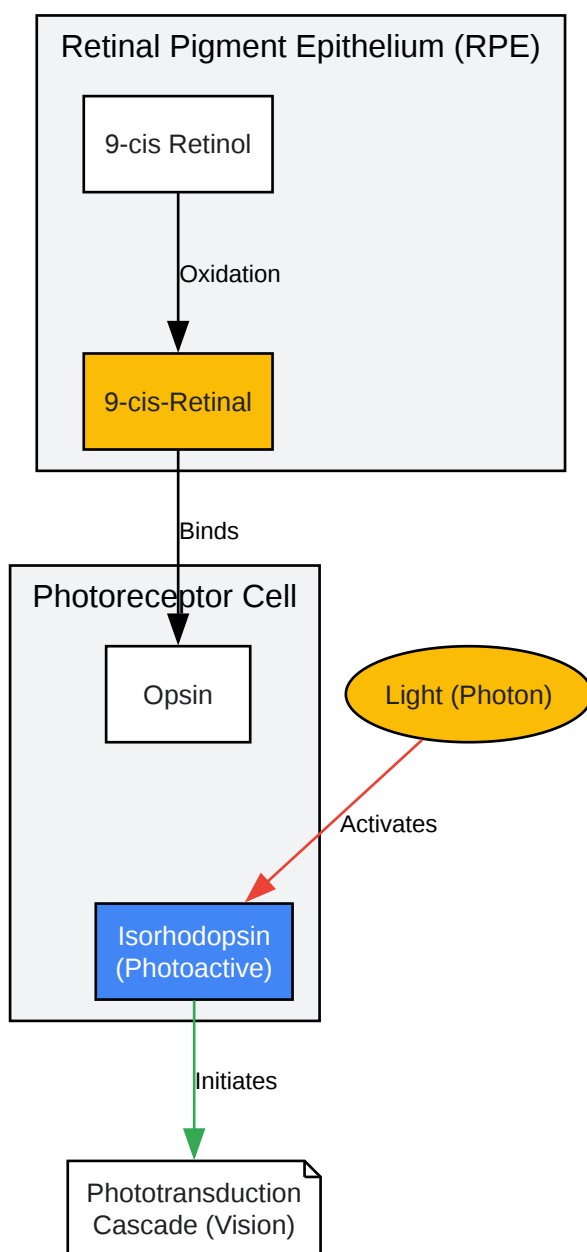 Retinal Pigment Epithelium (RPE)
9-cis Retinol
Oxidation
9-cis-Retinal
Binds
Photoreceptor Cell
Opsin
Light (Photon)
Activates
Isorhodopsin
(Photoactive)
Initiates
Phototransduction
Cascade (Vision)